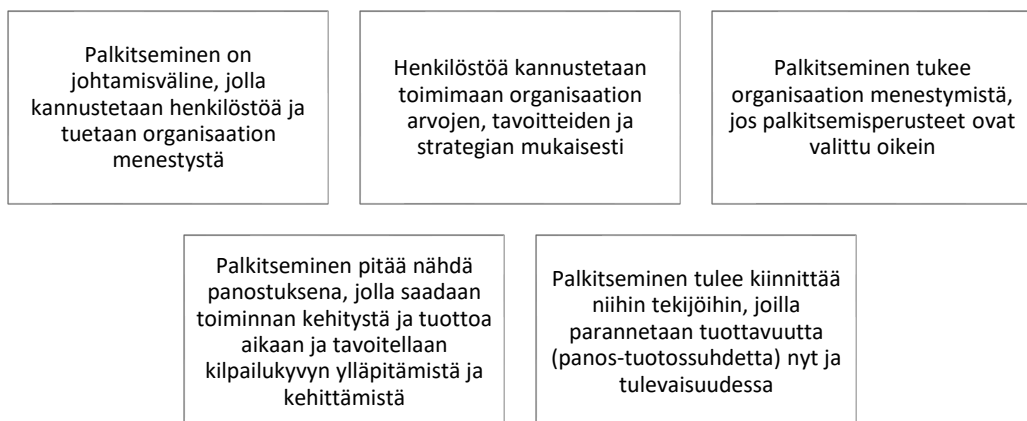 Palkitseminen on
johtamisväline, jolla
kannustetaan henkilöstöä ja
tuetaan organisaation
menestystä
Henkilöstöä kannustetaan
toimimaan organisaation
arvojen, tavoitteiden ja
strategian mukaisesti
Palkitseminen tukee
organisaation menestymistä,
jos palkitsemisperusteet ovat
valittu oikein
Palkitseminen pitää nähdä
panostuksena, jolla saadaan
toiminnan kehitystä ja tuottoa
aikaan ja tavoitellaan
kilpailukyvyn ylläpitämistä ja
kehittämistä
Palkitseminen tulee kiinnittää
niihin tekijöihin, joilla
parannetaan tuottavuutta
(panos-tuotossuhdetta) nyt ja
tulevaisuudessa